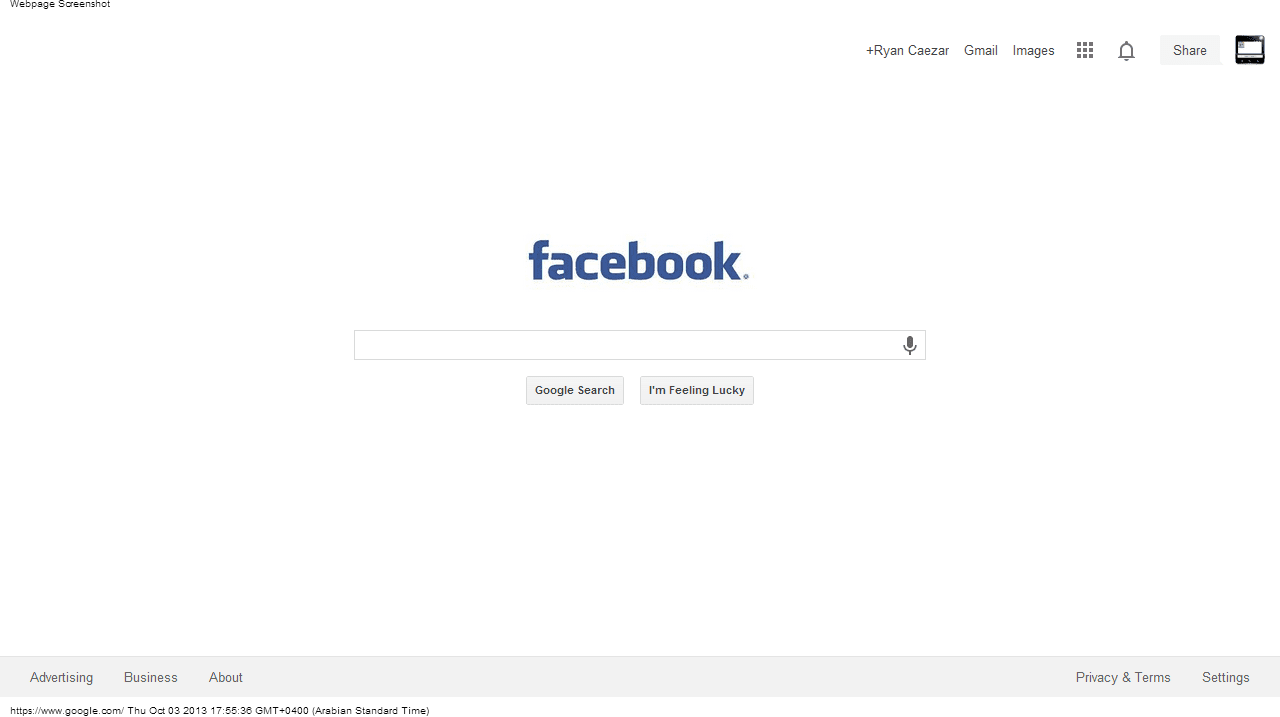 Webpage Screenshot
+Ryan Caezar Gmail Images Share
facebook
Google Search I'm Feeling Lucky
Advertising Business About Privacy & Terms Settings
https://www.google.com/ Thu Oct 03 2013 17:55:36 GMT+0400 (Arabian Standard Time)